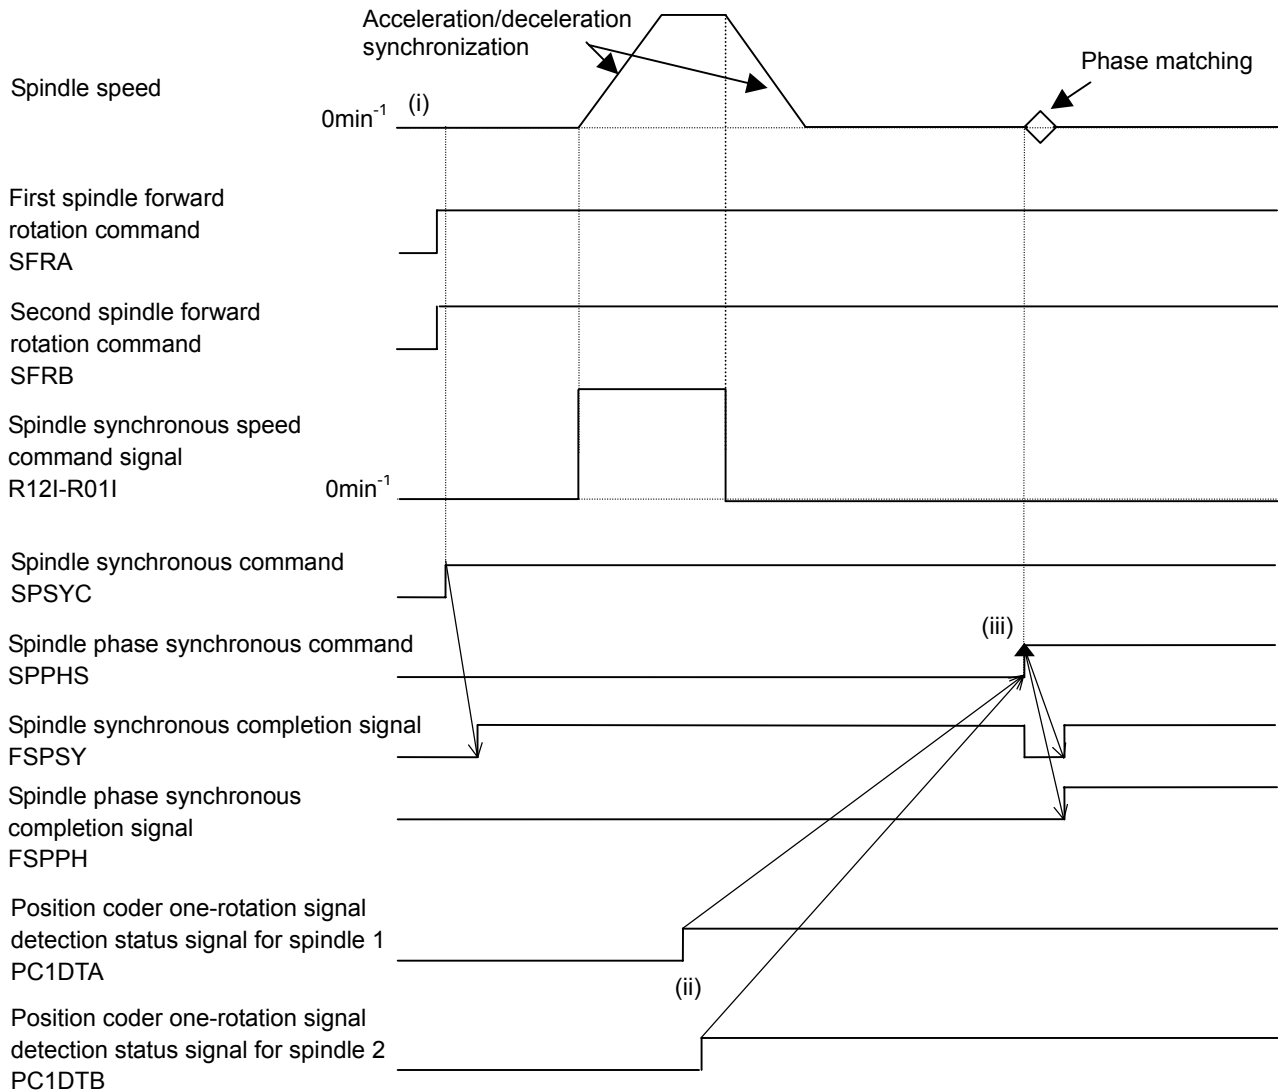 Acceleration/deceleration
synchronization
Phase matching
Spindle speed
0min-1
(i)
First spindle forward
rotation command
SFRA
Second spindle forward
rotation command
SFRB
Spindle synchronous speed
command signal
R12I-R01I
0min-1
Spindle synchronous command
SPSYC
(iii)
Spindle phase synchronous command
SPPHS
Spindle synchronous completion signal
FSPSY
Spindle phase synchronous
completion signal
FSPPH
Position coder one-rotation signal
detection status signal for spindle 1
PC1DTA
(ii)
Position coder one-rotation signal
detection status signal for spindle 2
PC1DTB